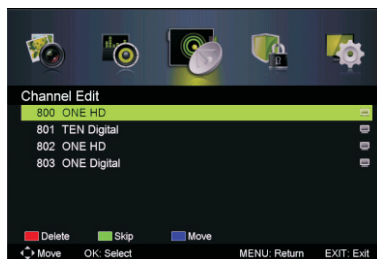 Channel Edit
800 ONE HD
801 TEN Digital
802 ONE HD
803 ONE Digital
Delete Skip Move
Move OK: Select MENU: Return EXIT: Exit